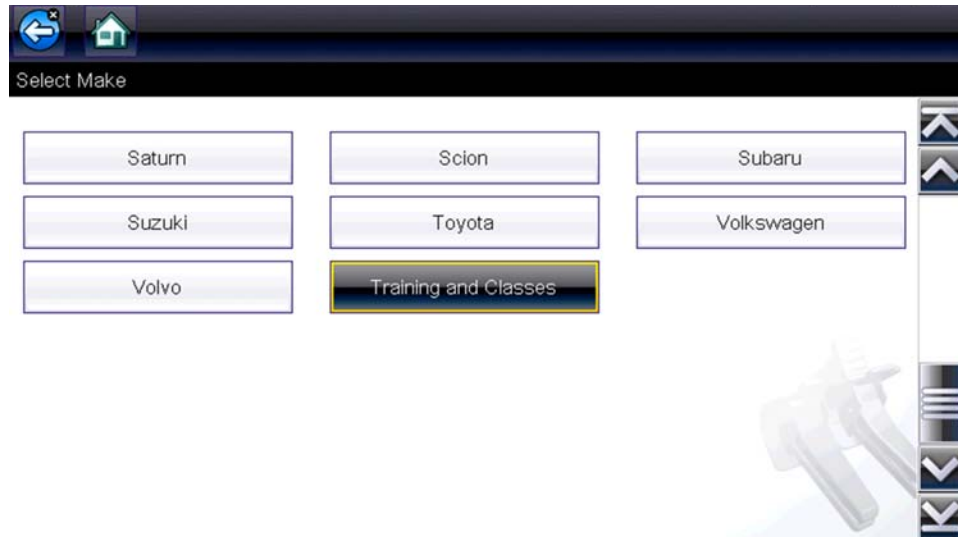 Select Make
Saturn Scion Subaru
Suzuki Toyota Volkswagen
Volvo Training and Classes